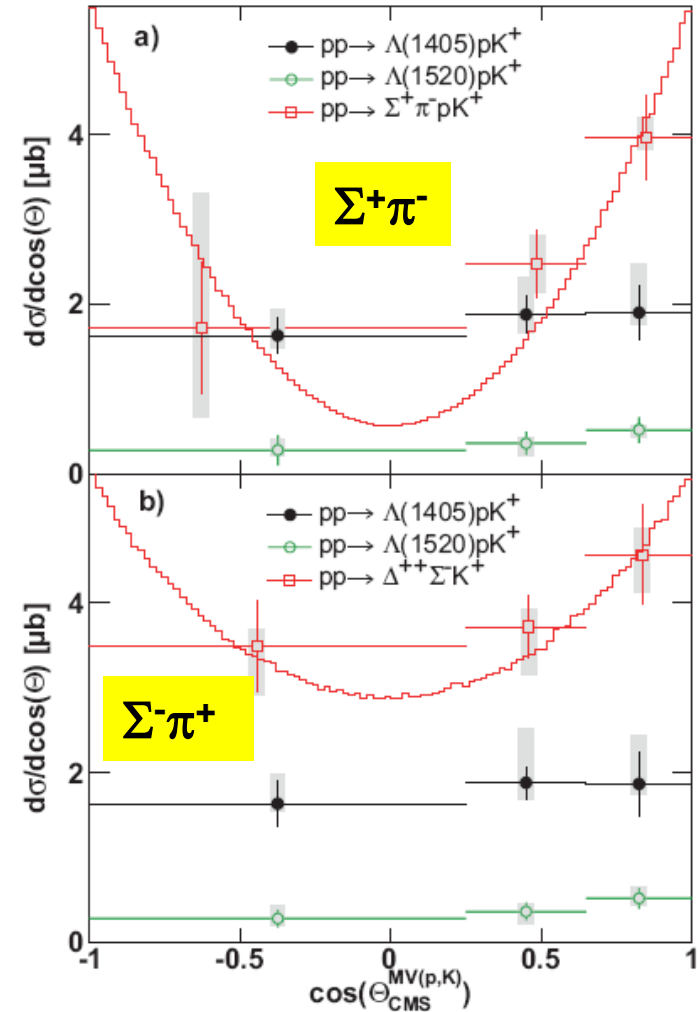 a)
pp→ Λ(1405)pK⁺
pp→ Λ(1520)pK⁺
pp→ Σ⁺π⁻pK⁺
Σ⁺π⁻
dσ/dcos(Θ) [μb]
4
2
0
b)
pp→ Λ(1405)pK⁺
pp→ Λ(1520)pK⁺
pp→ Δ⁺⁺Σ⁻K⁺
Σ⁻π⁺
dσ/dcos(Θ) [μb]
4
2
0
-1 -0.5 0 0.5 1
cos(Θ_CMS^MV(p,K))